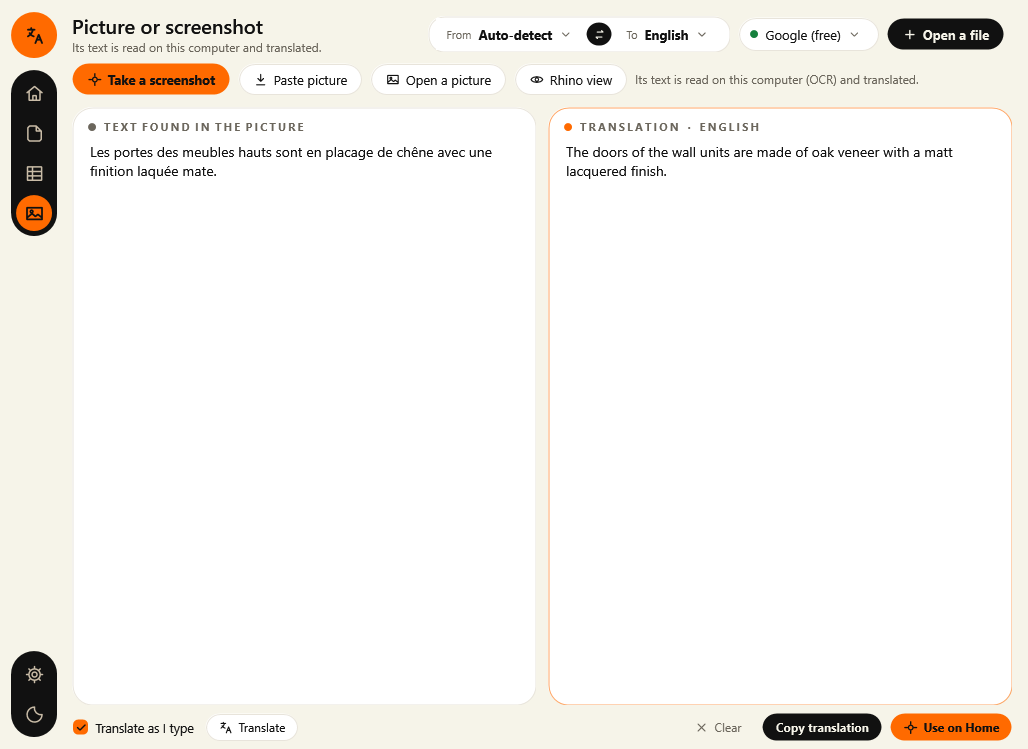 Picture or screenshot
Its text is read on this computer and translated.
From Auto-detect To English Google (free) Open a file
Take a screenshot Paste picture Open a picture Rhino view Its text is read on this computer (OCR) and translated.
TEXT FOUND IN THE PICTURE
Les portes des meubles hauts sont en placage de chêne avec une
finition laquée mate.
TRANSLATION · ENGLISH
The doors of the wall units are made of oak veneer with a matt
lacquered finish.
Translate as I type Translate Clear Copy translation Use on Home